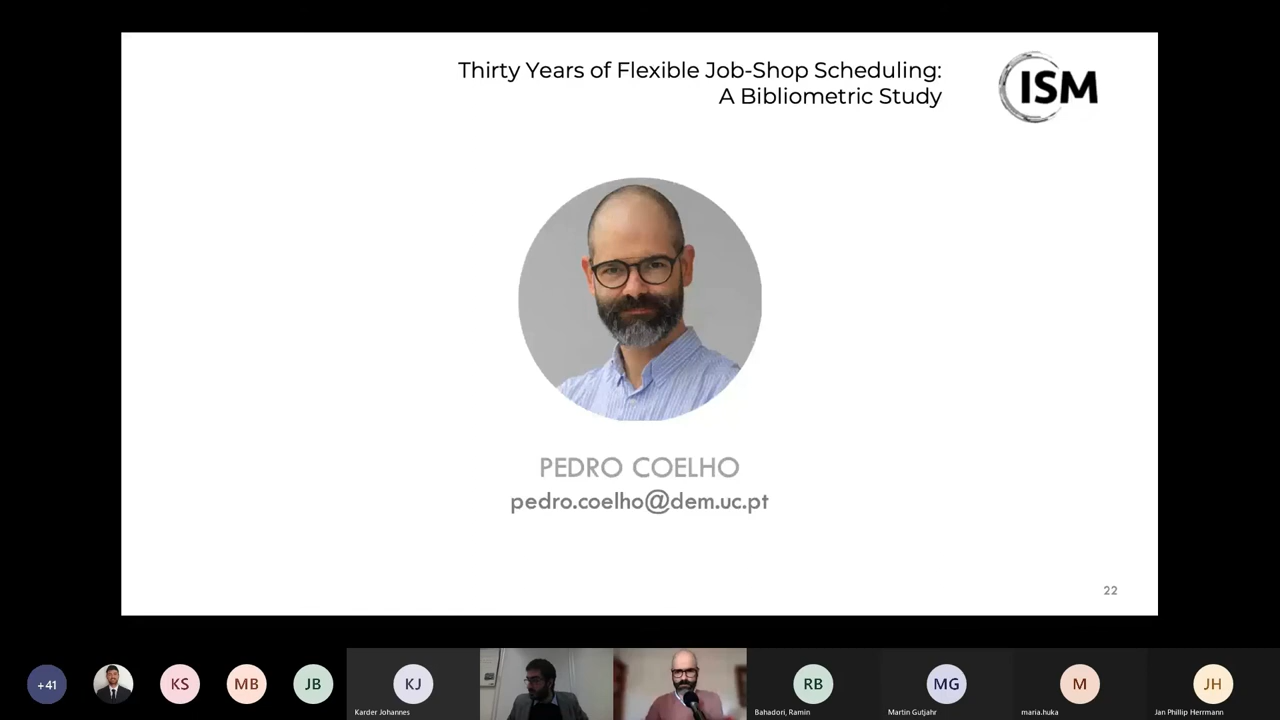 Thirty Years of Flexible Job-Shop Scheduling:
A Bibliometric Study
ISM
PEDRO COELHO
pedro.coelho@dem.uc.pt
22
+41
KS
MB
JB
KJ
RB
MG
M
JH
Karder Johannes
Bahadori, Ramin
Martin Gutjahr
maria.huka
Jan Phillip Herrmann